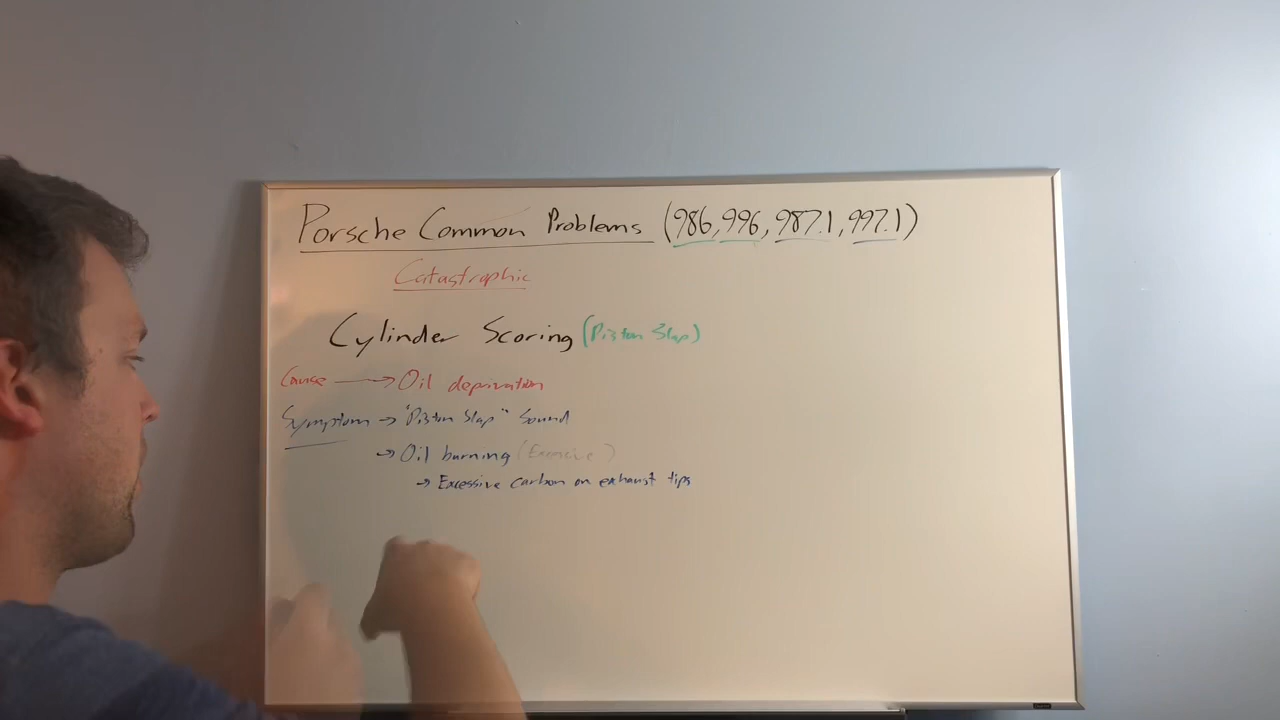 Porsche Common Problems (986, 996, 987.1, 997.1)
Catastrophic
Cylinder Scoring (Piston Slap)
Cause → Oil deprivation
Symptom → "Piston Slap" Sound
→ Oil burning
→ Excessive carbon on exhaust tips